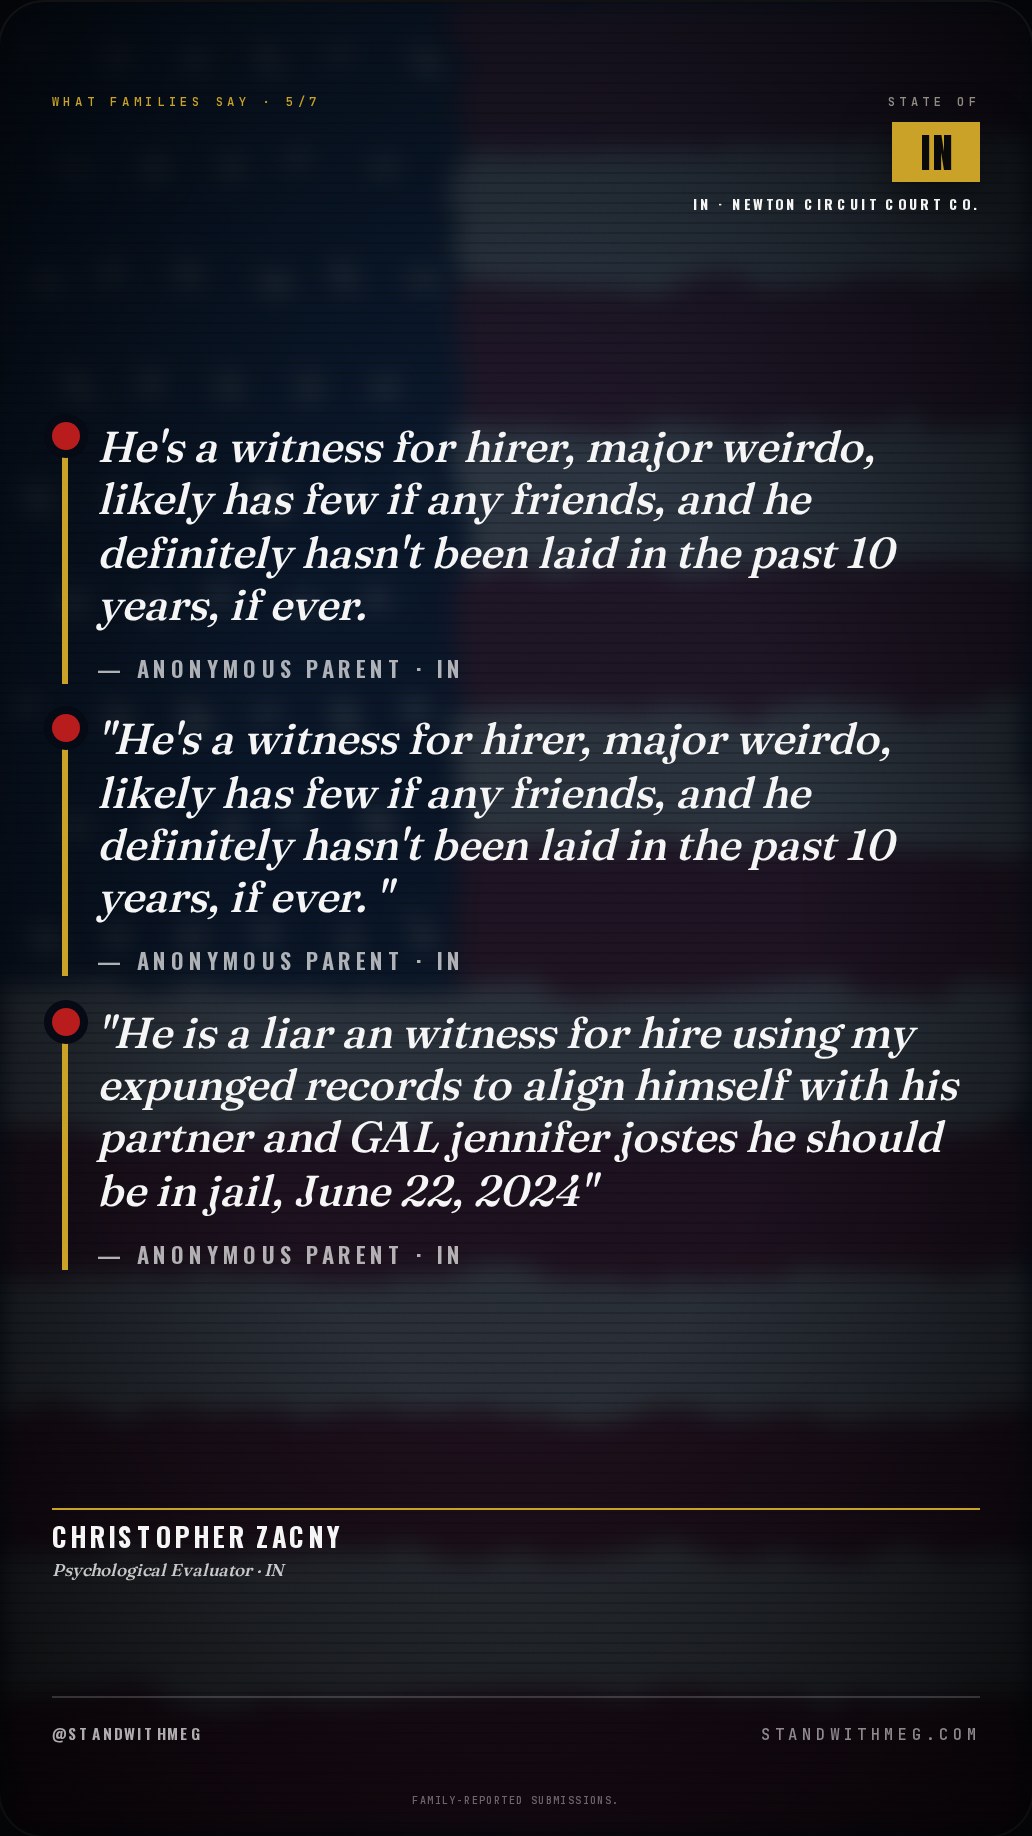 WHAT FAMILIES SAY · 5/7
STATE OF
IN
IN · NEWTON CIRCUIT COURT CO.
He's a witness for hirer, major weirdo,
likely has few if any friends, and he
definitely hasn't been laid in the past 10
years, if ever.
— ANONYMOUS PARENT · IN
"He's a witness for hirer, major weirdo,
likely has few if any friends, and he
definitely hasn't been laid in the past 10
years, if ever. "
— ANONYMOUS PARENT · IN
"He is a liar an witness for hire using my
expunged records to align himself with his
partner and GAL jennifer jostes he should
be in jail, June 22, 2024"
— ANONYMOUS PARENT · IN
CHRISTOPHER ZACNY
Psychological Evaluator · IN
@STANDWITHMEG
STANDWITHMEG.COM
FAMILY-REPORTED SUBMISSIONS.